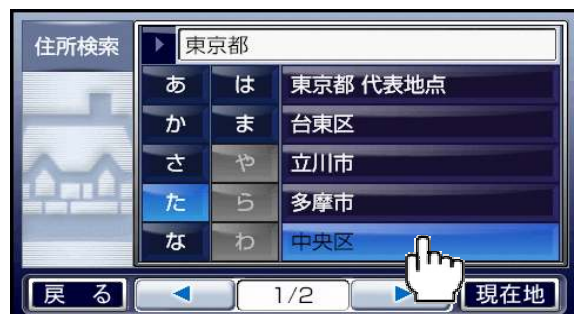 住所検索
東京都
あ は 東京都 代表地点
か ま 台東区
さ や 立川市
た ら 多摩市
な わ 中央区
戻る 1/2 現在地